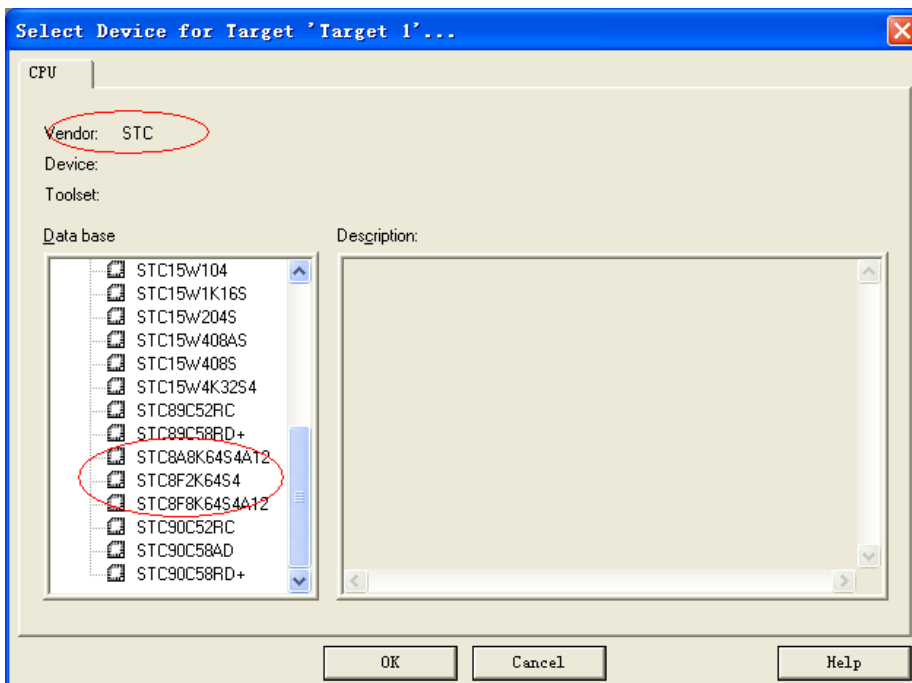 Select Device for Target 'Target 1'...
CPU
Vendor: STC
Device:
Toolset:
Data base
Description:
STC15W104
STC15W1K16S
STC15W204S
STC15W408AS
STC15W408S
STC15W4K32S4
STC89C52RC
STC89C58RD+
STC8A8K64S4A12
STC8F2K64S4
STC8F8K64S4A12
STC90C52RC
STC90C58AD
STC90C58RD+
OK
Cancel
Help